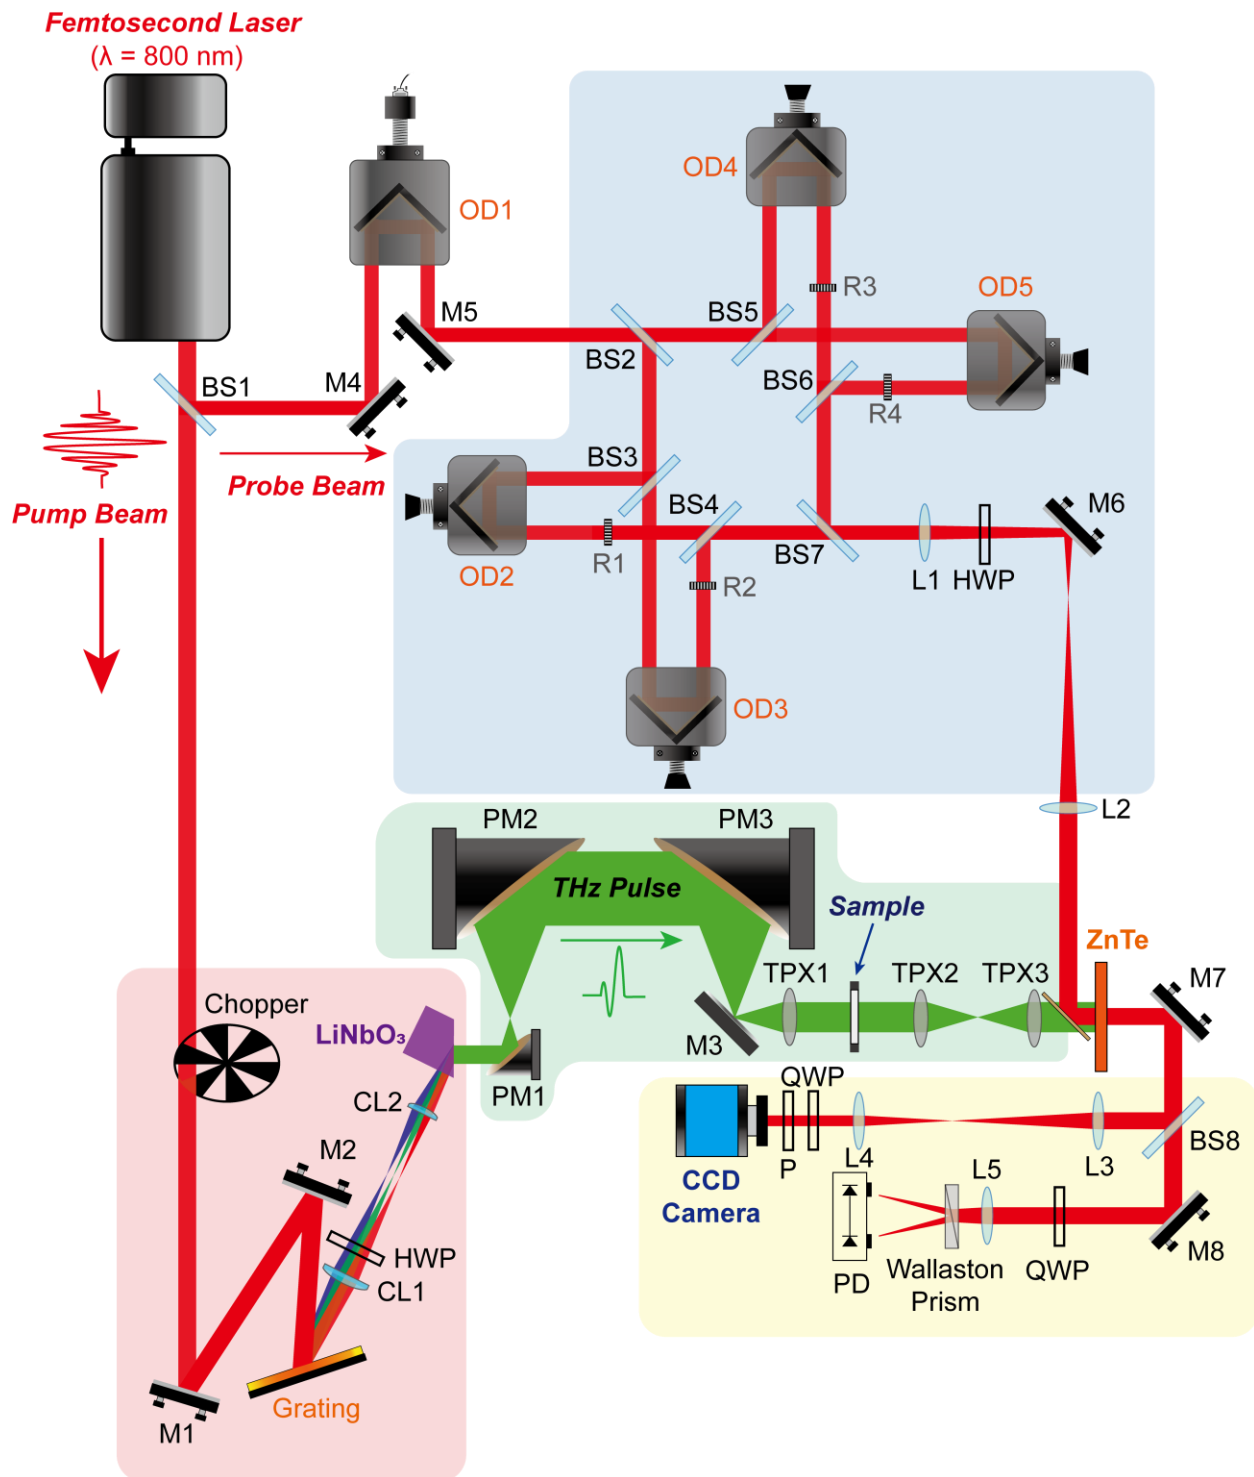 Femtosecond Laser
(λ = 800 nm)
OD1
OD4
R3
OD5
M5
BS5
BS2
M4
BS1
BS6
R4
Probe Beam
Pump Beam
BS3
BS4
M6
OD2
R1
BS7
L1
HWP
R2
OD3
L2
PM2
PM3
THz Pulse
Sample
ZnTe
TPX1
TPX2
TPX3
M7
Chopper
LiNbO₃
M3
PM1
CL2
QWP
M2
P
L4
L3
BS8
CCD
Camera
L5
HWP
CL1
PD
Wallaston
Prism
QWP
M8
Grating
M1